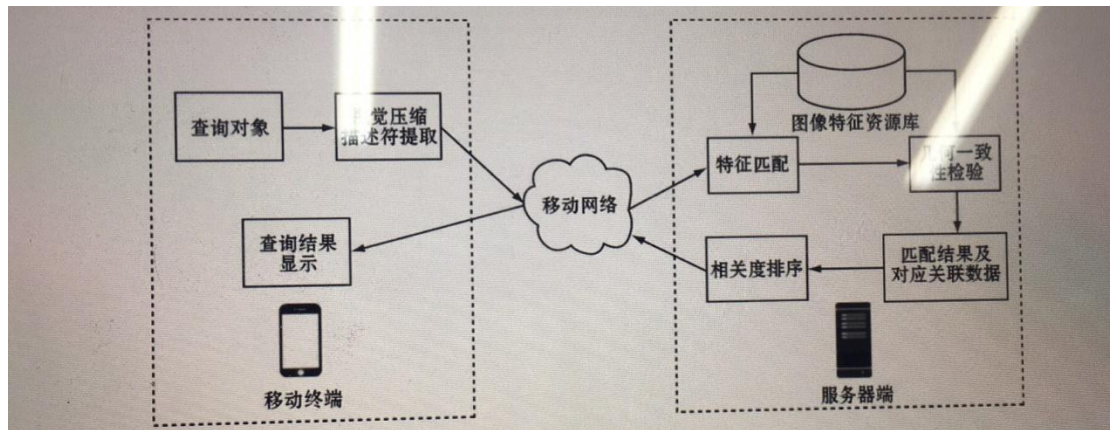 查询对象
觉压缩
描述符提取
查询结果
显示
移动终端
移动网络
图像特征资源库
特征匹配
一致
性检验
匹配结果及
对应关联数据
相关度排序
服务器端